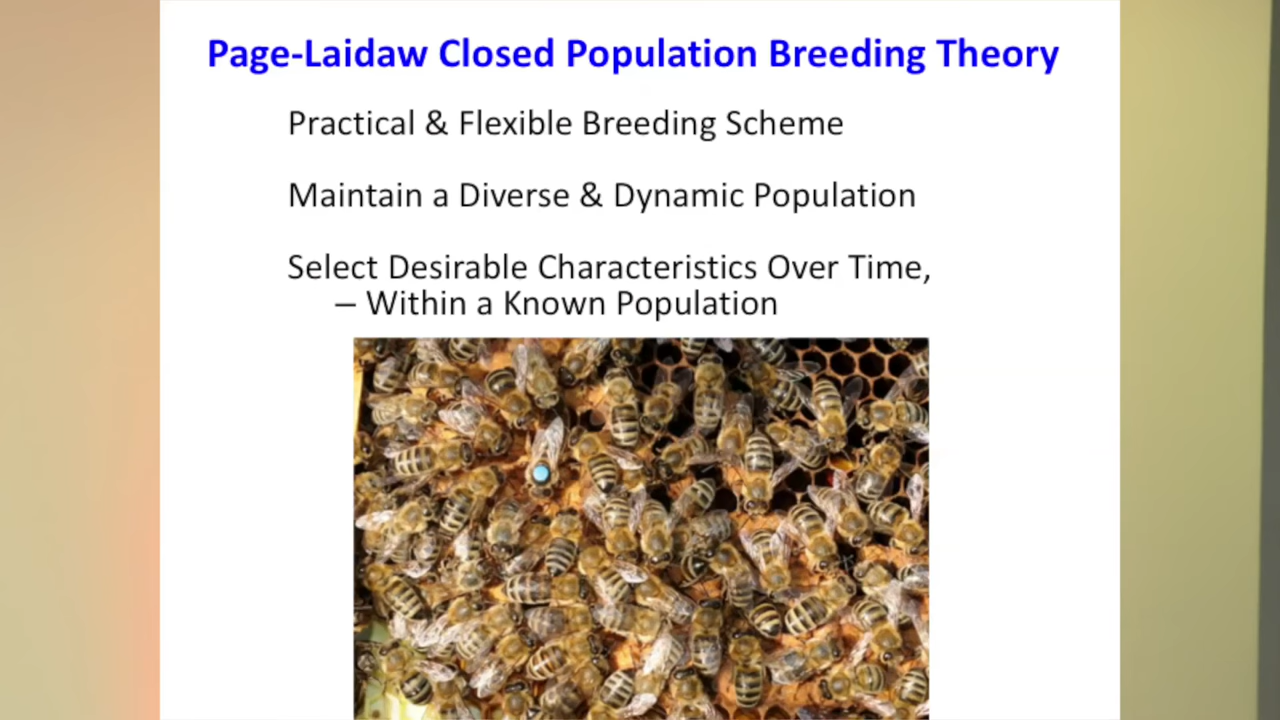 Page-Laidaw Closed Population Breeding Theory
Practical & Flexible Breeding Scheme
Maintain a Diverse & Dynamic Population
Select Desirable Characteristics Over Time,
– Within a Known Population